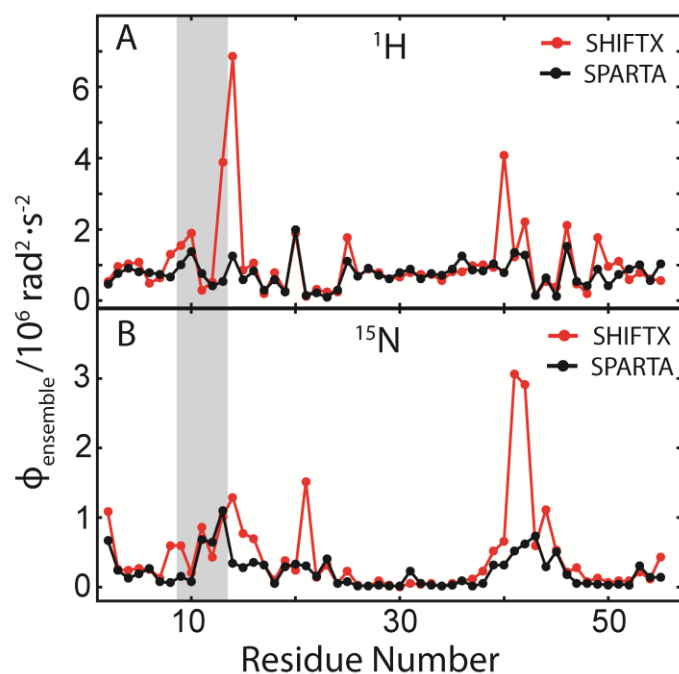 A
¹H
SHIFTX
SPARTA
6
4
2
0
B
¹⁵N
SHIFTX
SPARTA
3
2
1
0
ϕensemble /10⁶ rad²·s⁻²
10
30
50
Residue Number